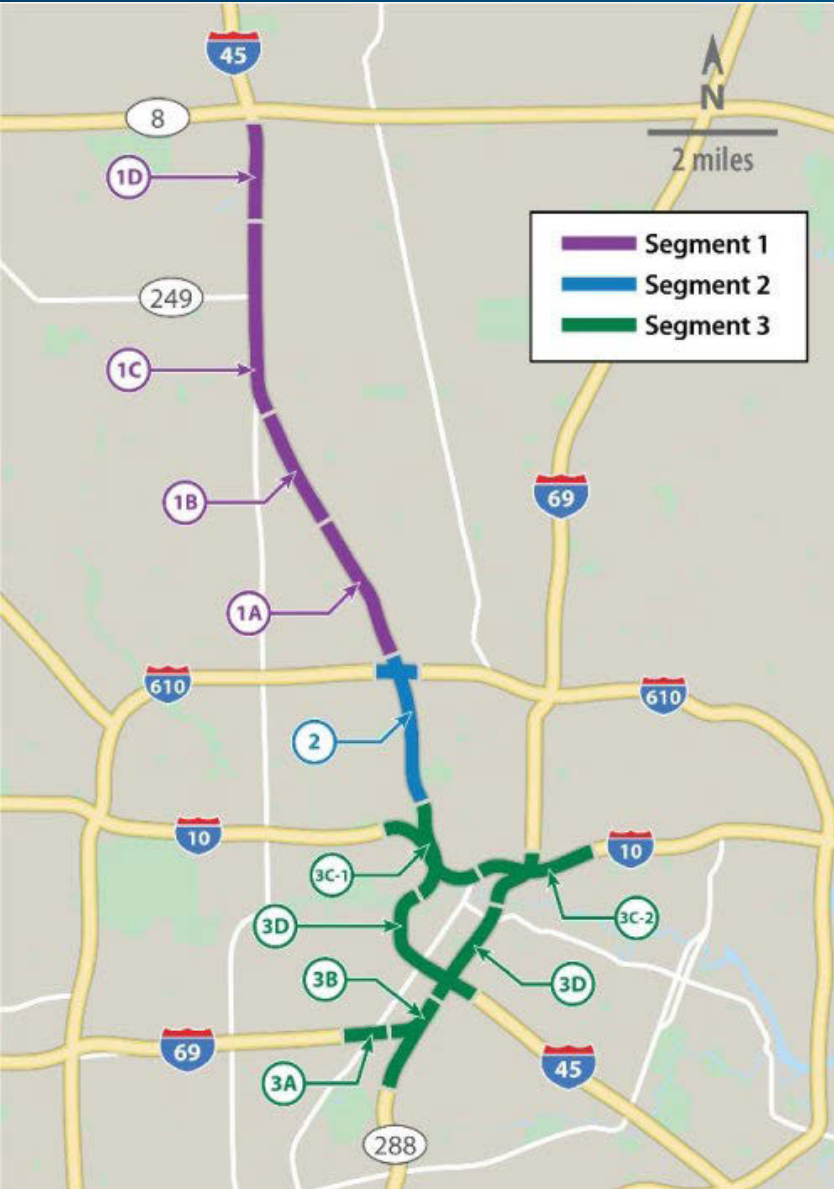 45
8
N
2 miles
1D
Segment 1
Segment 2
Segment 3
249
1C
69
1B
1A
610
610
2
10
10
3C-1
3C-2
3D
3B
3D
69
45
3A
288